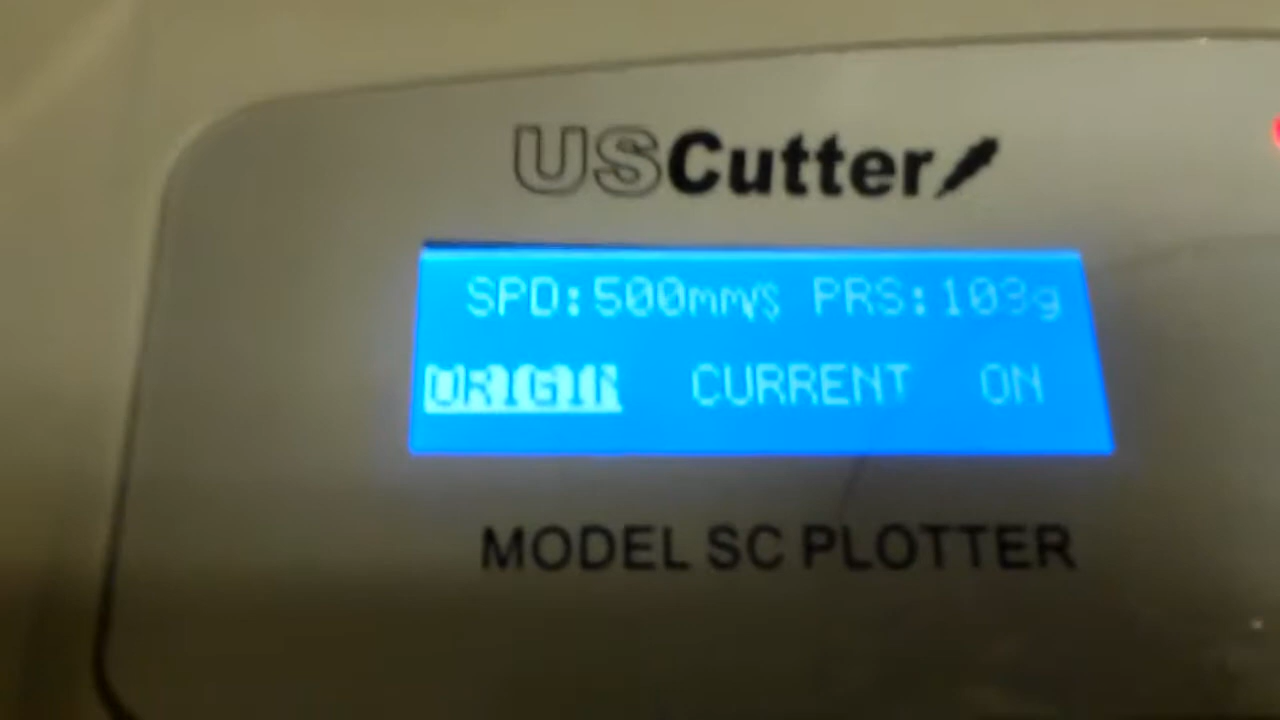 USCutter
SPD:500mm/s PRS:103g
ORIGIN CURRENT ON
MODEL SC PLOTTER